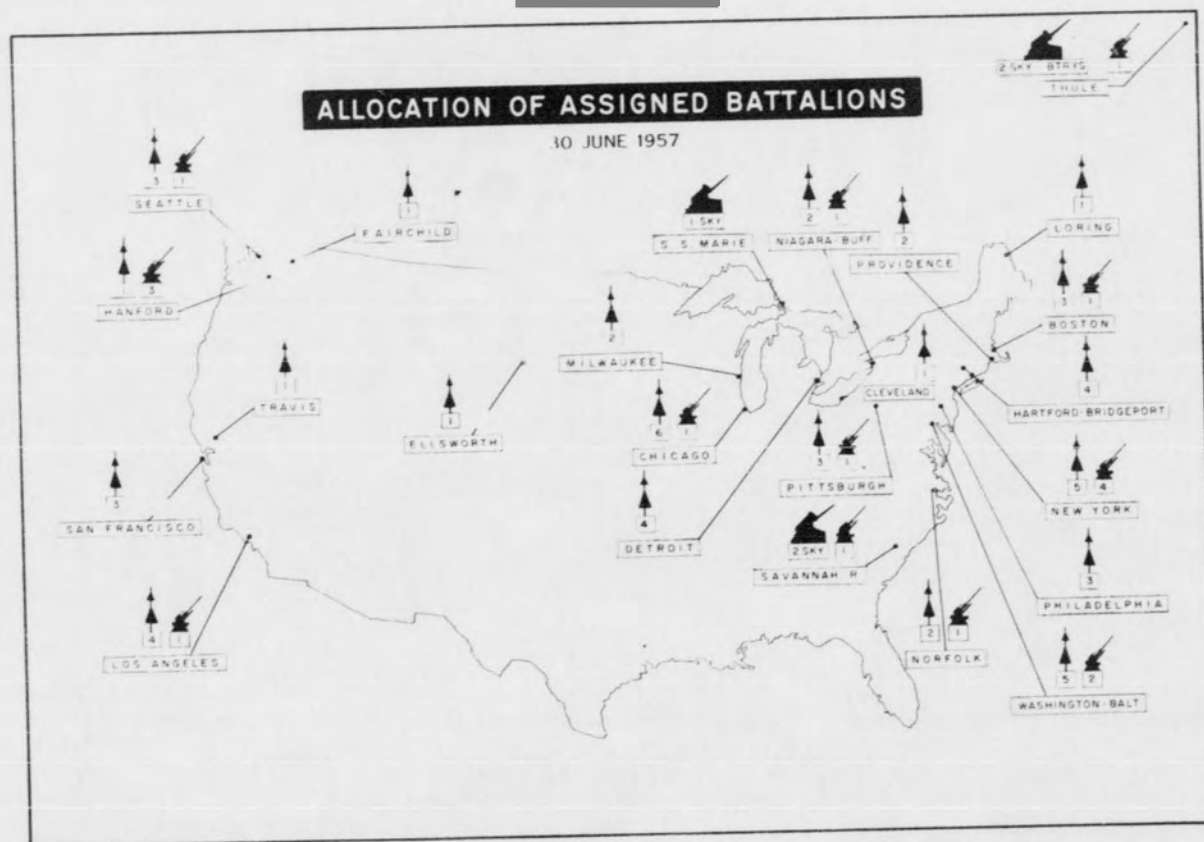 ALLOCATION OF ASSIGNED BATTALIONS
30 JUNE 1957
2 SKY BTRYS 1
THULE
3 1
SEATTLE
1
FAIRCHILD
1 SKY
S. S. MARIE
2 1
NIAGARA-BUFF
2
PROVIDENCE
1
LORING
3
HANFORD
3 1
BOSTON
2
MILWAUKEE
1
TRAVIS
1
ELLSWORTH
1
CLEVELAND
4
HARTFORD-BRIDGEPORT
6 1
CHICAGO
3 1
PITTSBURGH
5 4
NEW YORK
3
SAN FRANCISCO
4
DETROIT
2 SKY 1
SAVANNAH R
3
PHILADELPHIA
4 1
LOS ANGELES
2 1
NORFOLK
5 2
WASHINGTON-BALT